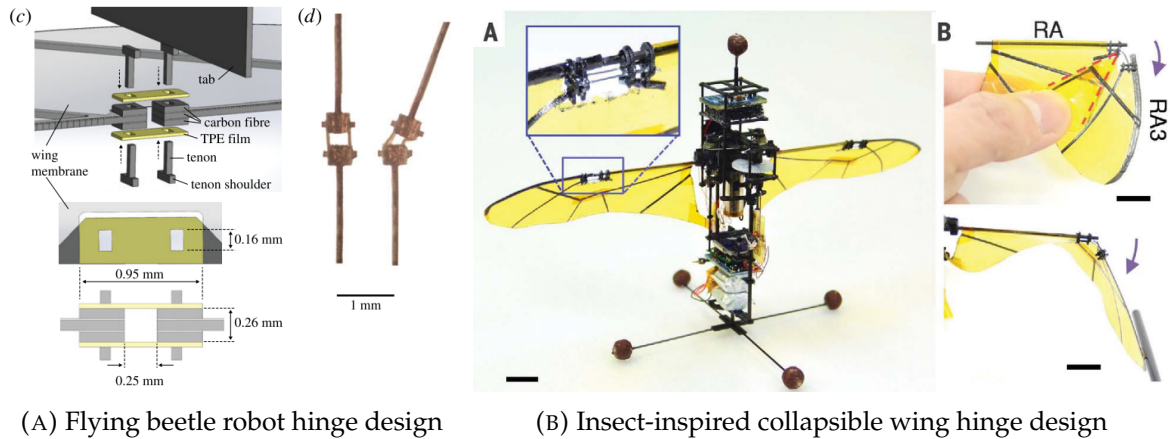 (c)
tab
carbon fibre
TPE film
wing
membrane
tenon
tenon shoulder
0.16 mm
0.95 mm
0.26 mm
0.25 mm
(d)
1 mm
A
B
RA
RA3
(A) Flying beetle robot hinge design
(B) Insect-inspired collapsible wing hinge design